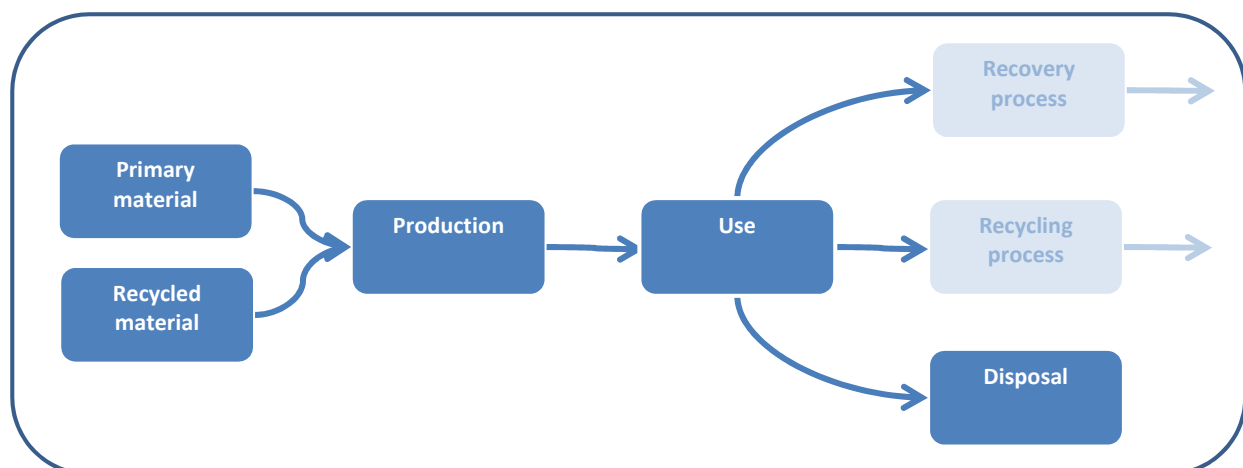 Primary
material
Recycled
material
Production
Use
Recovery
process
Recycling
process
Disposal